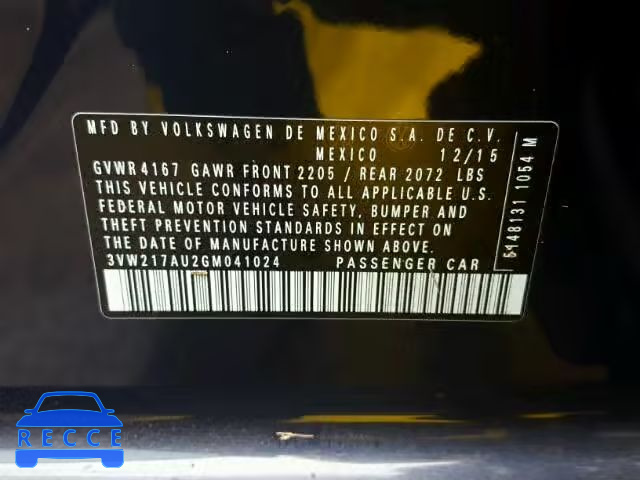 MFD BY VOLKSWAGEN DE MEXICO S.A. DE C.V.
MEXICO 12/15
GVWR 4167 GAWR FRONT 2205 / REAR 2072 LBS
THIS VEHICLE CONFORMS TO ALL APPLICABLE U.S.
FEDERAL MOTOR VEHICLE SAFETY, BUMPER AND
THEFT PREVENTION STANDARDS IN EFFECT ON
THE DATE OF MANUFACTURE SHOWN ABOVE.
3VW217AU2GM041024 PASSENGER CAR
1054 M
RECCE